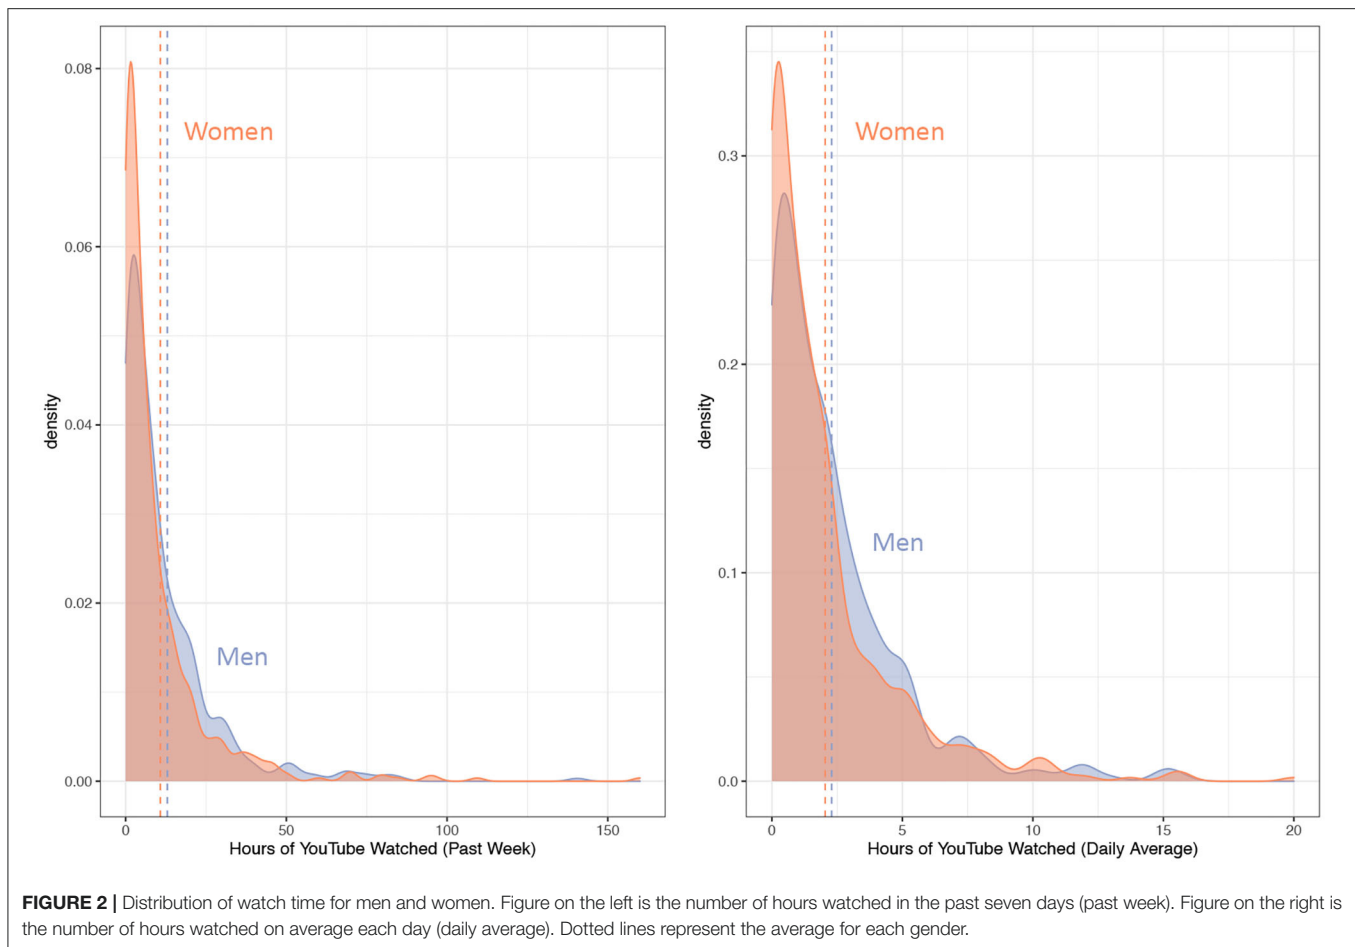 0.08
0.06
0.04
0.02
0.00
density
Women
Men
0
50
100
150
Hours of YouTube Watched (Past Week)
0.3
0.2
0.1
0.0
density
Women
Men
0
5
10
15
20
Hours of YouTube Watched (Daily Average)
FIGURE 2 | Distribution of watch time for men and women. Figure on the left is the number of hours watched in the past seven days (past week). Figure on the right is
the number of hours watched on average each day (daily average). Dotted lines represent the average for each gender.